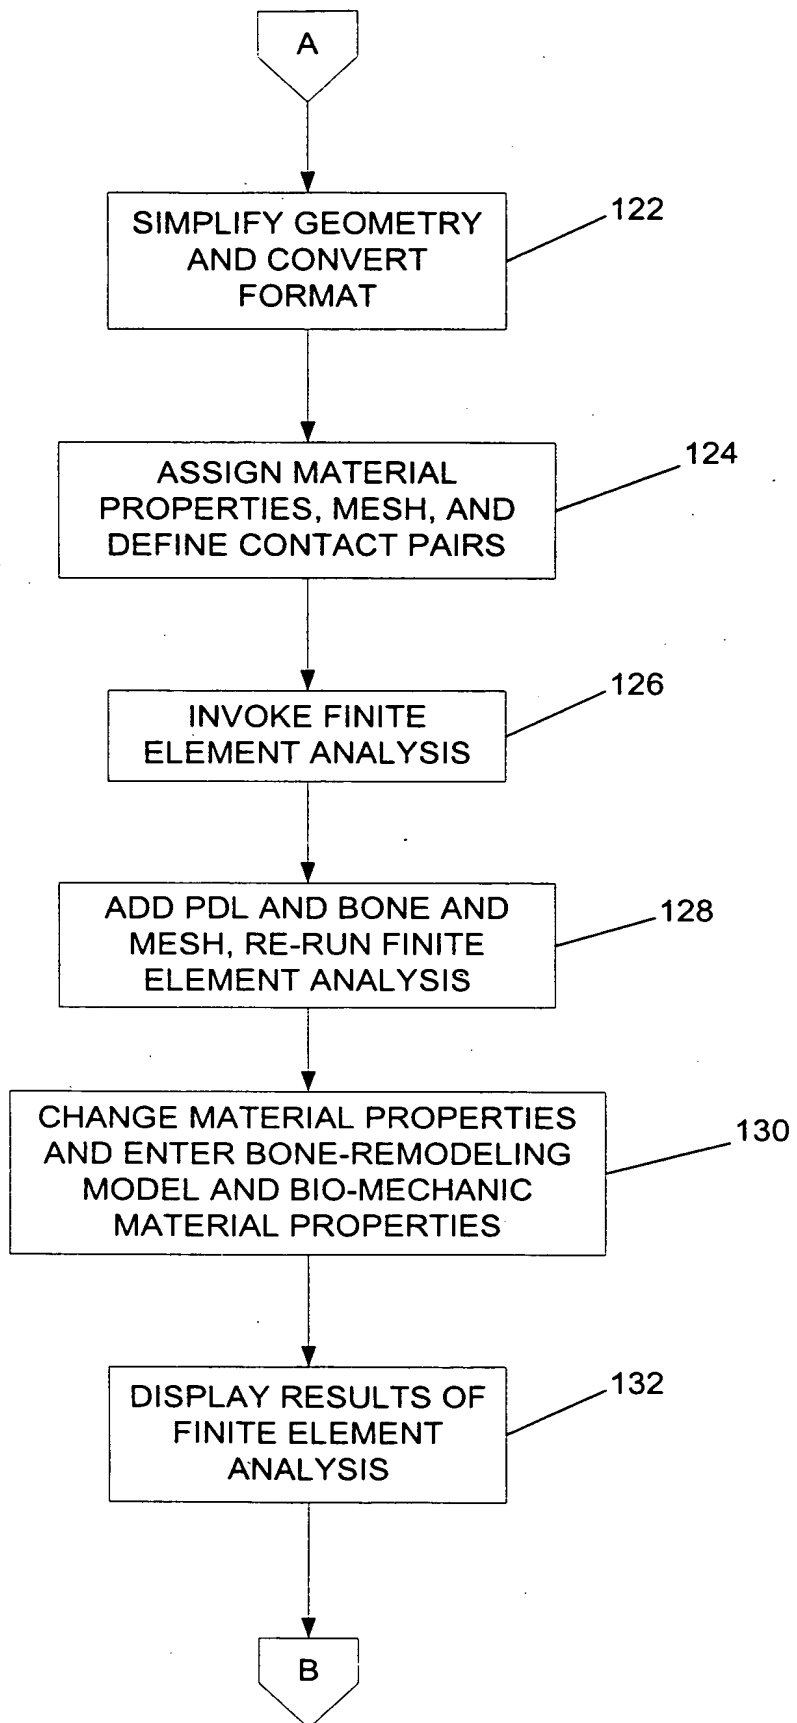 A
SIMPLIFY GEOMETRY
AND CONVERT
FORMAT
122
ASSIGN MATERIAL
PROPERTIES, MESH, AND
DEFINE CONTACT PAIRS
124
INVOKE FINITE
ELEMENT ANALYSIS
126
ADD PDL AND BONE AND
MESH, RE-RUN FINITE
ELEMENT ANALYSIS
128
CHANGE MATERIAL PROPERTIES
AND ENTER BONE-REMODELING
MODEL AND BIO-MECHANIC
MATERIAL PROPERTIES
130
DISPLAY RESULTS OF
FINITE ELEMENT
ANALYSIS
132
B